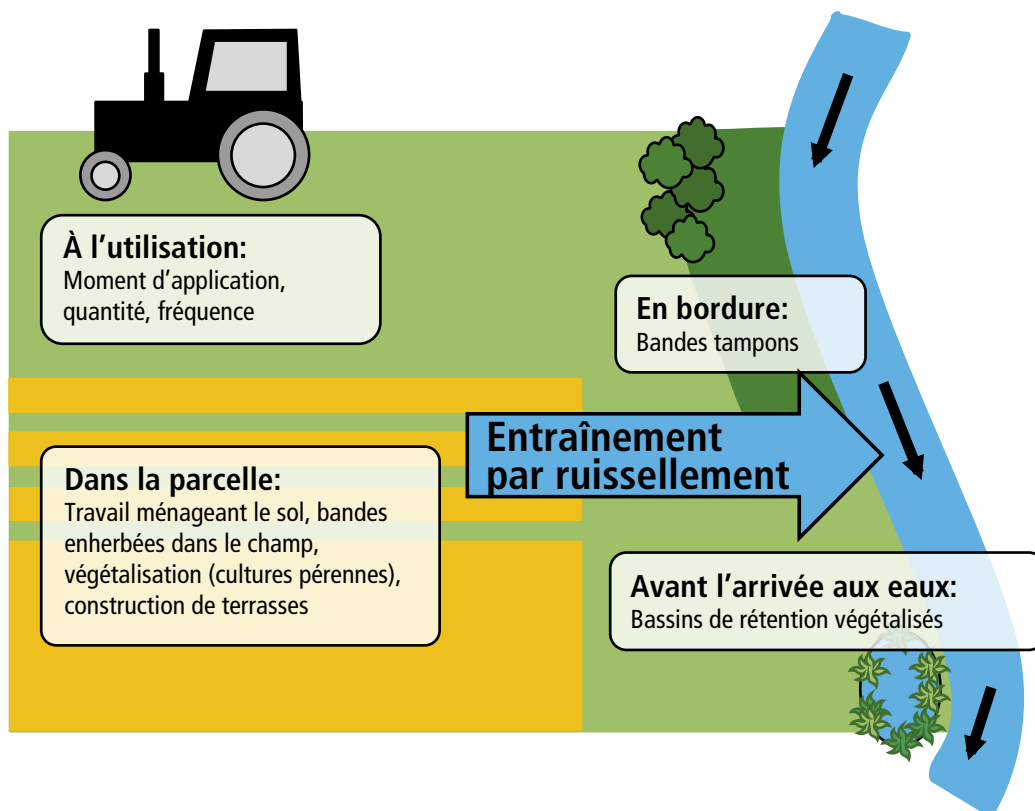 À l’utilisation:
Moment d’application,
quantité, fréquence
En bordure:
Bandes tampons
Entraînement
par ruissellement
Dans la parcelle:
Travail ménageant le sol, bandes
enherbées dans le champ,
végétalisation (cultures pérennes),
construction de terrasses
Avant l’arrivée aux eaux:
Bassins de rétention végétalisés